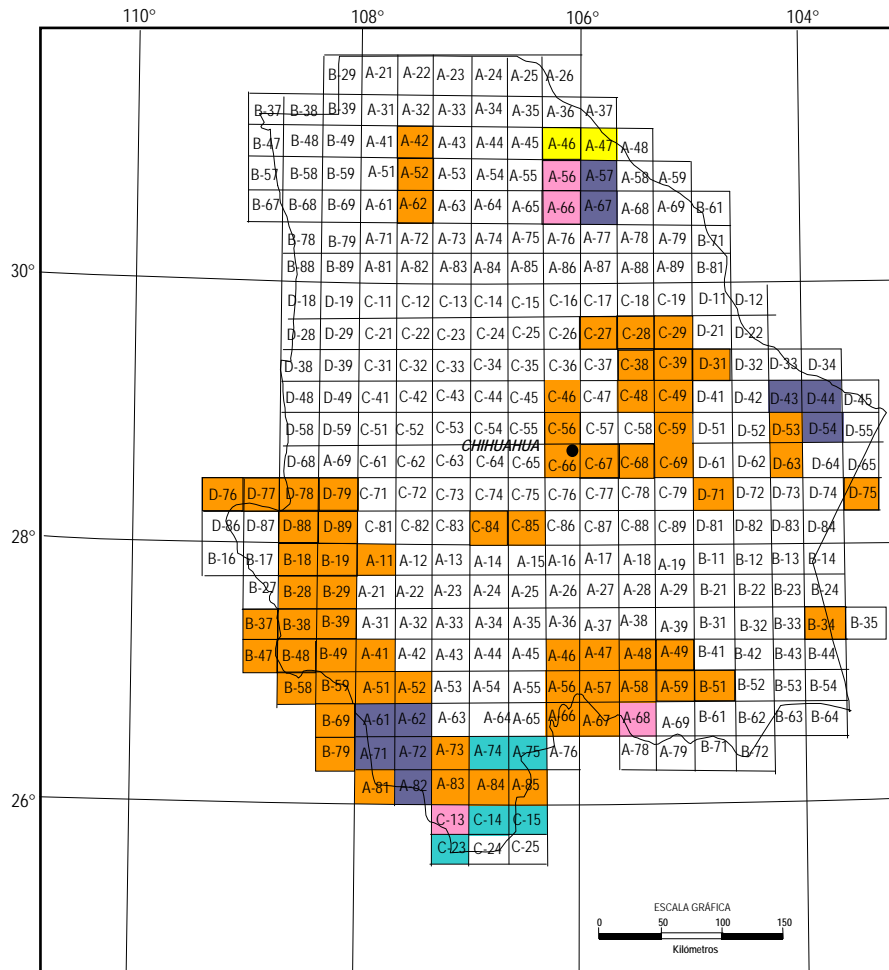 110° 108° 106° 104°
B-29 A-21 A-22 A-23 A-24 A-25 A-26
B-37 B-38 B-39 A-31 A-32 A-33 A-34 A-35 A-36 A-37
B-47 B-48 B-49 A-41 A-42 A-43 A-44 A-45 A-46 A-47 A-48
B-57 B-58 B-59 A-51 A-52 A-53 A-54 A-55 A-56 A-57 A-58 A-59
B-67 B-68 B-69 A-61 A-62 A-63 A-64 A-65 A-66 A-67 A-68 A-69 B-61
B-78 B-79 A-71 A-72 A-73 A-74 A-75 A-76 A-77 A-78 A-79 B-71
30° B-88 B-89 A-81 A-82 A-83 A-84 A-85 A-86 A-87 A-88 A-89 B-81
D-18 D-19 C-11 C-12 C-13 C-14 C-15 C-16 C-17 C-18 C-19 D-11 D-12
D-28 D-29 C-21 C-22 C-23 C-24 C-25 C-26 C-27 C-28 C-29 D-21 D-22
D-38 D-39 C-31 C-32 C-33 C-34 C-35 C-36 C-37 C-38 C-39 D-31 D-32 D-33 D-34
D-48 D-49 C-41 C-42 C-43 C-44 C-45 C-46 C-47 C-48 C-49 D-41 D-42 D-43 D-44 D-45
D-58 D-59 C-51 C-52 C-53 C-54 C-55 C-56 C-57 C-58 C-59 D-51 D-52 D-53 D-54 D-55
CHIHUAHUA
D-68 A-69 C-61 C-62 C-63 C-64 C-65 C-66 C-67 C-68 C-69 D-61 D-62 D-63 D-64 D-65
D-76 D-77 D-78 D-79 C-71 C-72 C-73 C-74 C-75 C-76 C-77 C-78 C-79 D-71 D-72 D-73 D-74 D-75
28° D-86 D-87 D-88 D-89 C-81 C-82 C-83 C-84 C-85 C-86 C-87 C-88 C-89 D-81 D-82 D-83 D-84
B-16 B-17 B-18 B-19 A-11 A-12 A-13 A-14 A-15 A-16 A-17 A-18 A-19 B-11 B-12 B-13 B-14
B-27 B-28 B-29 A-21 A-22 A-23 A-24 A-25 A-26 A-27 A-28 A-29 B-21 B-22 B-23 B-24
B-37 B-38 B-39 A-31 A-32 A-33 A-34 A-35 A-36 A-37 A-38 A-39 B-31 B-32 B-33 B-34 B-35
B-47 B-48 B-49 A-41 A-42 A-43 A-44 A-45 A-46 A-47 A-48 A-49 B-41 B-42 B-43 B-44
B-58 B-59 A-51 A-52 A-53 A-54 A-55 A-56 A-57 A-58 A-59 B-51 B-52 B-53 B-54
B-69 A-61 A-62 A-63 A-64 A-65 A-66 A-67 A-68 A-69 B-61 B-62 B-63 B-64
B-79 A-71 A-72 A-73 A-74 A-75 A-76 A-78 A-79 B-71 B-72
26° A-81 A-82 A-83 A-84 A-85
C-13 C-14 C-15
C-23 C-24 C-25
ESCALA GRÁFICA
0 50 100 150
Kilómetros